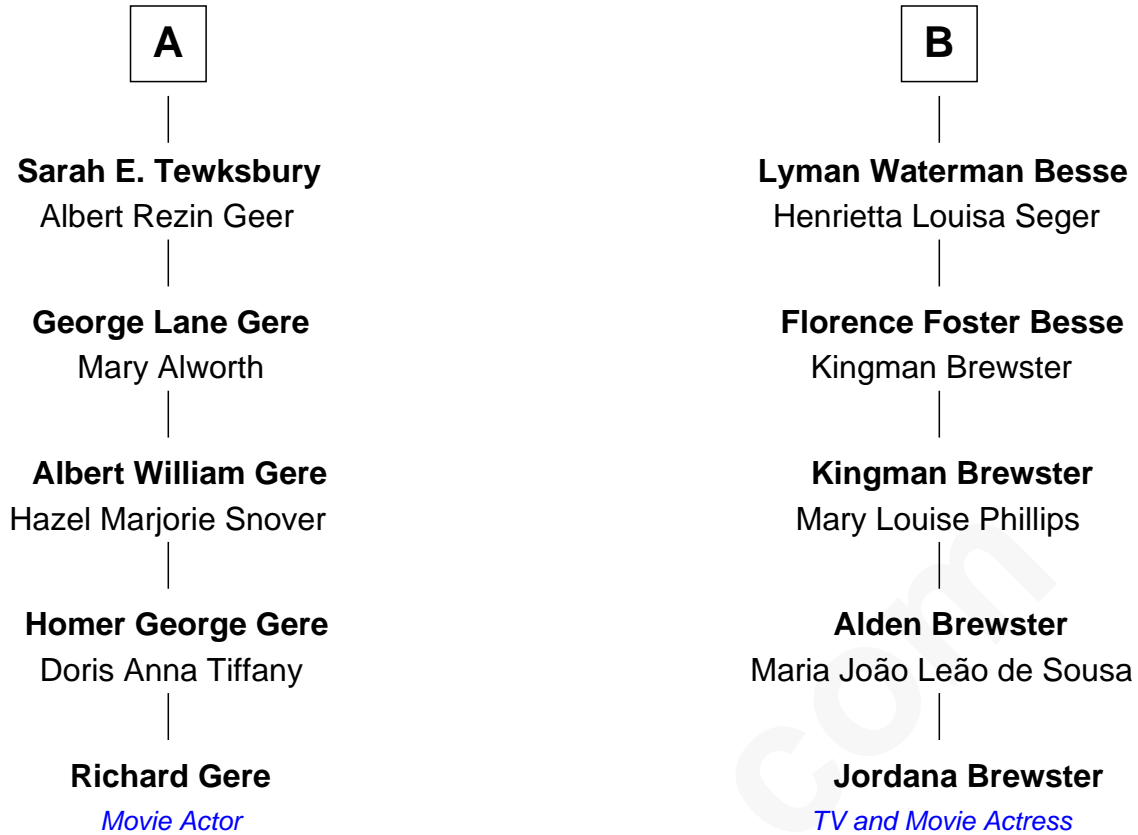 A
Sarah E. Tewksbury
Albert Rezin Geer
George Lane Gere
Mary Alworth
Albert William Gere
Hazel Marjorie Snover
Homer George Gere
Doris Anna Tiffany
Richard Gere
Movie Actor
B
Lyman Waterman Besse
Henrietta Louisa Seger
Florence Foster Besse
Kingman Brewster
Kingman Brewster
Mary Louise Phillips
Alden Brewster
Maria João Leão de Sousa
Jordana Brewster
TV and Movie Actress
com